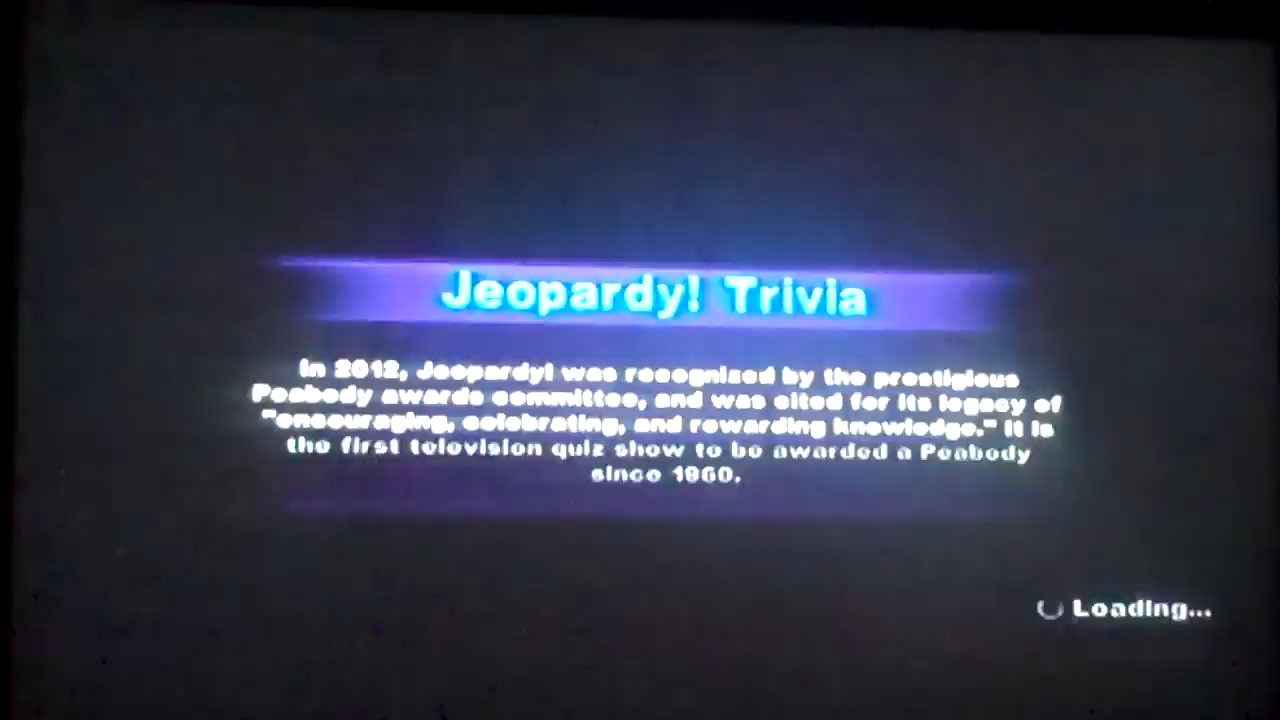 Jeopardy! Trivia
In 2012, Jeopardy! was recognized by the prestigious
Peabody awards committee, and was cited for its legacy of
"encouraging, celebrating, and rewarding knowledge." It is
the first television quiz show to be awarded a Peabody
since 1960.
Loading...